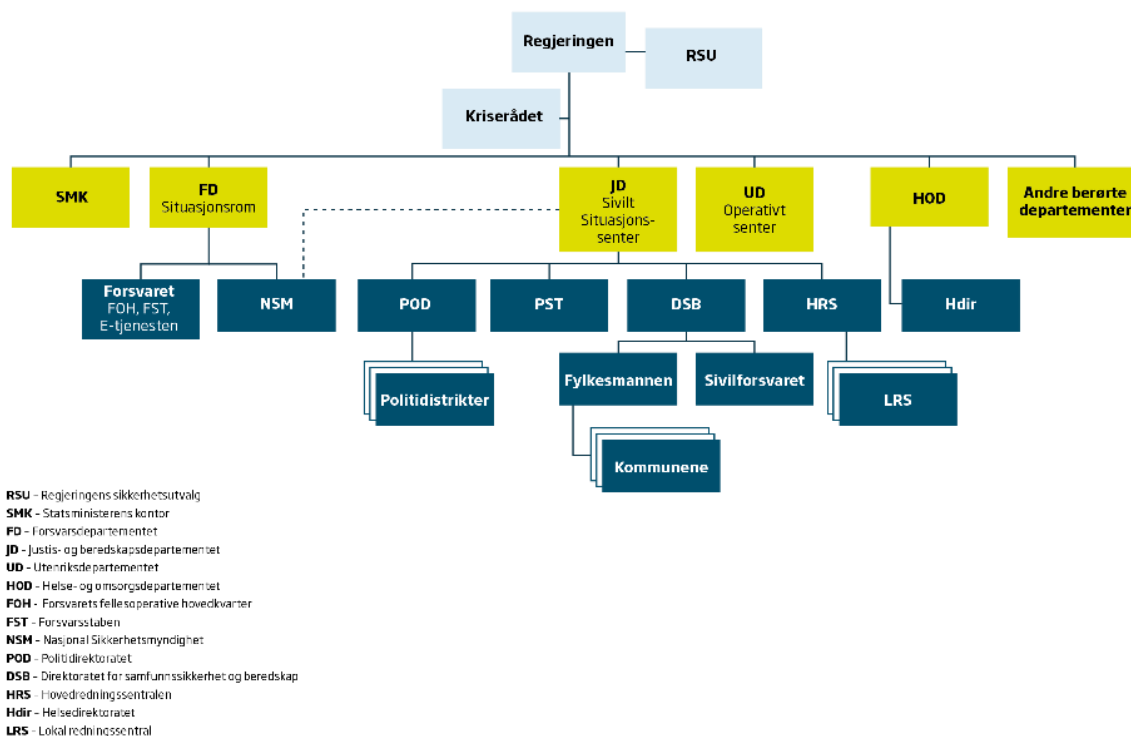 Regjeringen
RSU
Kriserådet
SMK
FD
Situasjonsrom
JD
Sivilt
Situasjons-
senter
UD
Operativt
senter
HOD
Andre berørte
departementer
Forsvaret
FOH, FST,
E-tjenesten
NSM
POD
PST
DSB
HRS
Hdir
Politidistrikter
Fylkesmannen
Sivilforsvaret
LRS
Kommunene
RSU – Regjeringens sikkerhetsutvalg
SMK – Statsministerens kontor
FD – Forsvarsdepartementet
JD – Justis- og beredskapsdepartementet
UD – Utenriksdepartementet
HOD – Helse- og omsorgsdepartementet
FOH – Forsvarets fellesoperative hovedkvarter
FST – Forsvarsstaben
NSM – Nasjonal Sikkerhetsmyndighet
POD – Politidirektoratet
DSB – Direktoratet for samfunnssikkerhet og beredskap
HRS – Hovedredningssentralen
Hdir – Helsedirektoratet
LRS – Lokal redningssentral